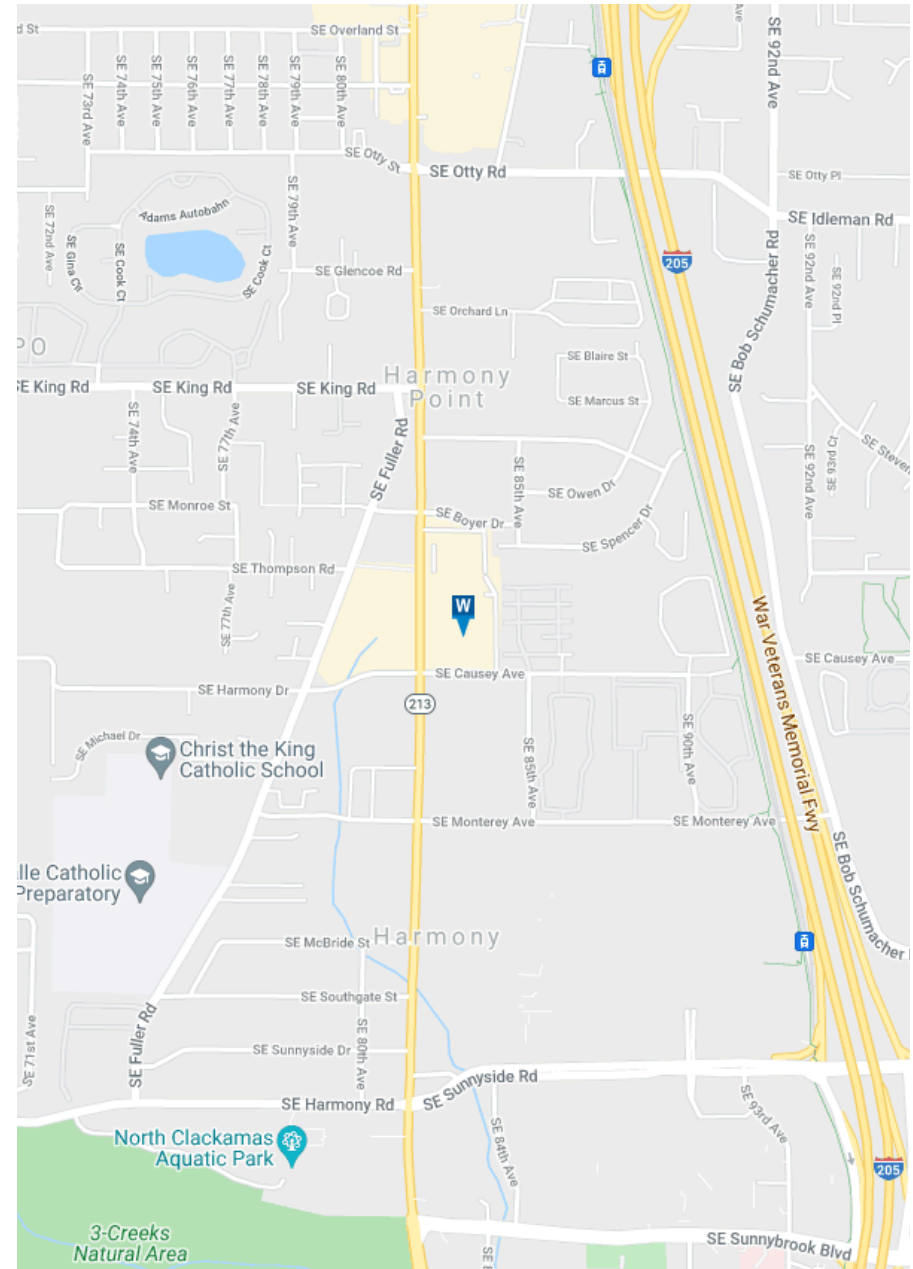 d St
SE Overland St
Ave
SE 92nd Ave
SE 73rd Ave
SE 74th Ave
SE 75th Ave
SE 76th Ave
SE 77th Ave
SE 78th Ave
SE 79th Ave
SE 80th Ave
SE Otty St
SE Otty Rd
SE Otty Pl
SE Idleman Rd
SE 72nd Ave
SE 79th Ave
Adams Autobahn
SE Gina Ct
SE Cook Ct
SE Cook Ct
SE Glencoe Rd
205
SE Bob Schumacher Rd
SE 92nd Ave
SE 92nd Pl
SE Orchard Ln
PO
SE Blaire St
SE Marcus St
SE King Rd
SE King Rd
SE King Rd
Harmony
Point
SE Fuller Rd
SE 74th Ave
SE 77th Ave
SE 85th Ave
SE 92nd Ave
SE 93rd Ct
SE Steven
SE Monroe St
SE Owen Dr
SE Boyer Dr
SE Spencer Dr
SE Thompson Rd
SE 77th Ave
W
War Veterans Memorial Fwy
SE Harmony Dr
SE Causey Ave
SE Causey Ave
213
SE Michael Dr
Christ the King
Catholic School
SE 85th Ave
SE 90th Ave
SE Monterey Ave
SE Monterey Ave
SE Bob Schumacher
lle Catholic
Preparatory
SE McBride St
Harmony
SE Southgate St
SE 71st Ave
SE Fuller Rd
SE Sunnyside Dr
SE 80th Ave
SE Sunnyside Rd
SE Harmony Rd
SE 93rd Ave
SE 84th Ave
North Clackamas
Aquatic Park
205
3-Creeks
Natural Area
SE Sunnybrook Blvd
SE 8